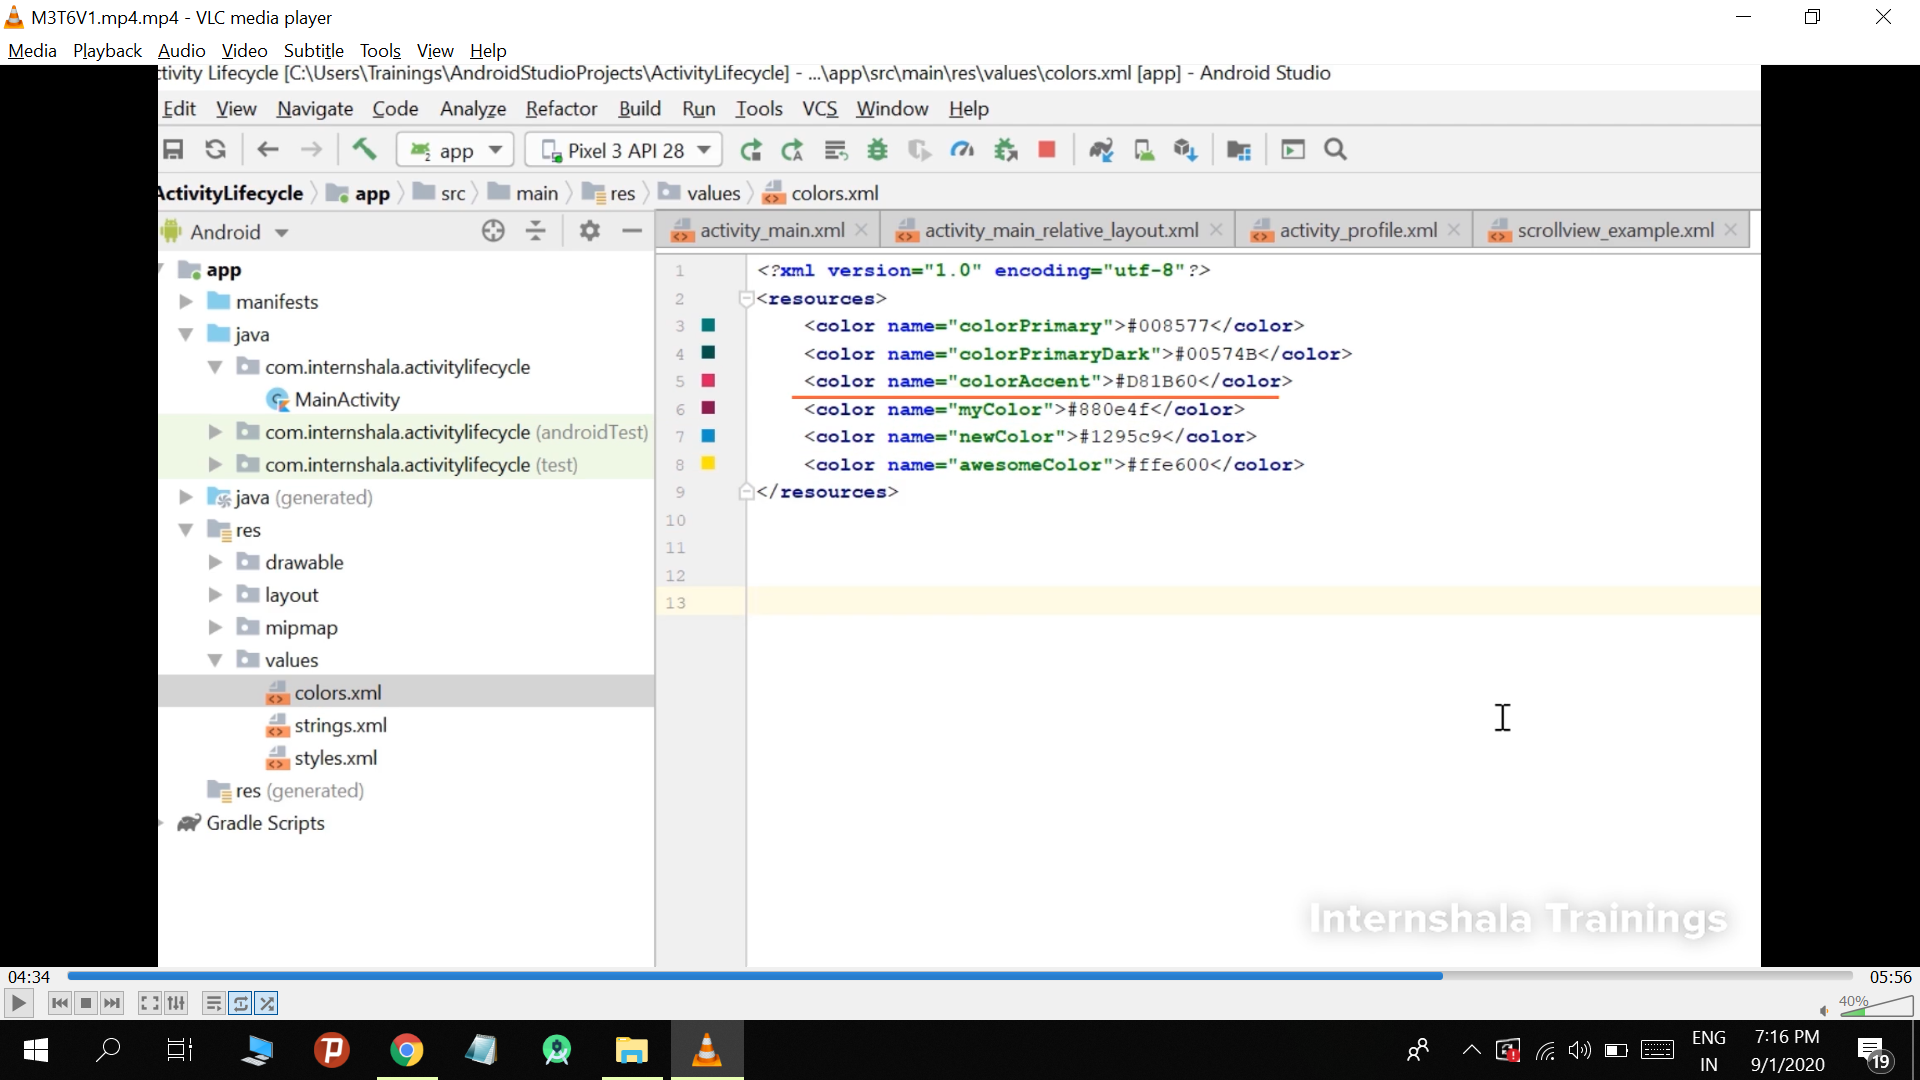 M3T6V1.mp4.mp4 - VLC media player
Media Playback Audio Video Subtitle Tools View Help
tivity Lifecycle [C:\Users\Trainings\AndroidStudioProjects\ActivityLifecycle] - ...\app\src\main\res\values\colors.xml [app] - Android Studio
Edit View Navigate Code Analyze Refactor Build Run Tools VCS Window Help
app Pixel 3 API 28
ActivityLifecycle app src main res values colors.xml
Android
activity_main.xml activity_main_relative_layout.xml activity_profile.xml scrollview_example.xml
app
manifests
java
com.internshala.activitylifecycle
MainActivity
com.internshala.activitylifecycle (androidTest)
com.internshala.activitylifecycle (test)
java (generated)
res
drawable
layout
mipmap
values
colors.xml
strings.xml
styles.xml
res (generated)
Gradle Scripts
1 <?xml version="1.0" encoding="utf-8"?>
2 <resources>
3 <color name="colorPrimary">#008577</color>
4 <color name="colorPrimaryDark">#00574B</color>
5 <color name="colorAccent">#D81B60</color>
6 <color name="myColor">#880e4f</color>
7 <color name="newColor">#1295c9</color>
8 <color name="awesomeColor">#ffe600</color>
9 </resources>
10
11
12
13
Internshala Trainings
04:34 05:56
40%
ENG 7:16 PM
IN 9/1/2020
19